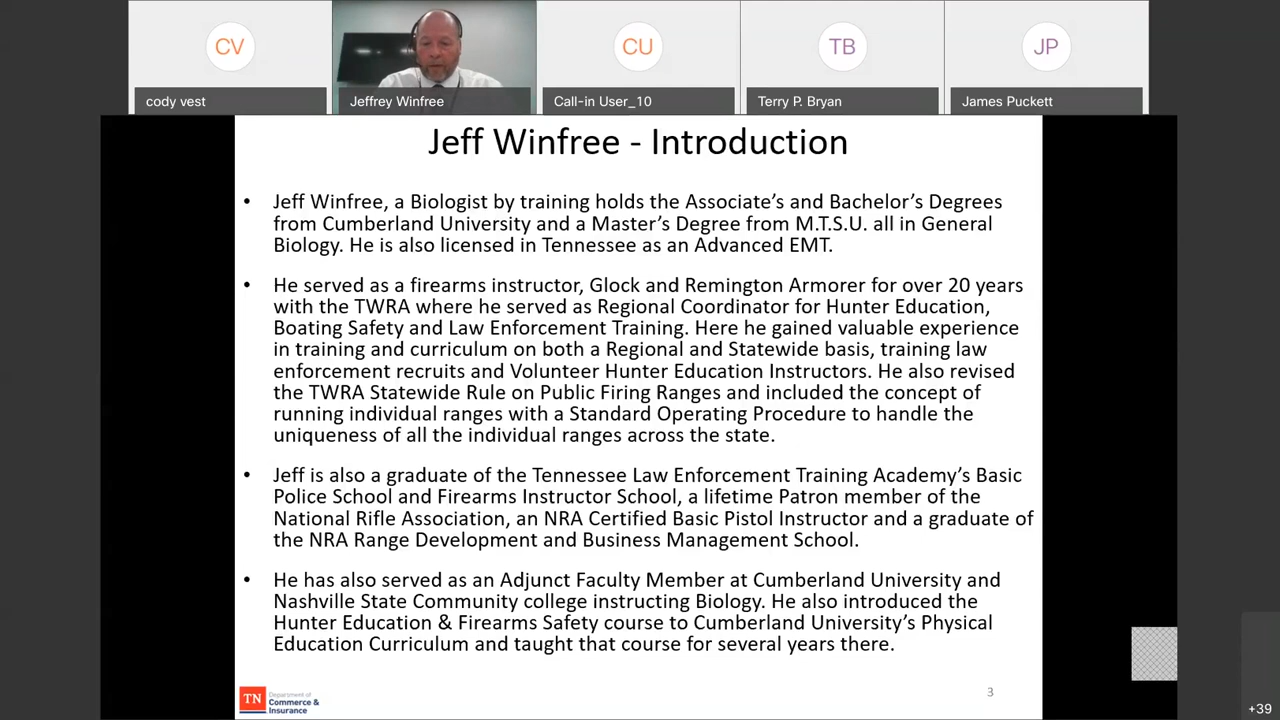 CV
cody vest
Jeffrey Winfree
CU
Call-in User_10
TB
Terry P. Bryan
JP
James Puckett
Jeff Winfree - Introduction
• Jeff Winfree, a Biologist by training holds the Associate’s and Bachelor’s Degrees
from Cumberland University and a Master’s Degree from M.T.S.U. all in General
Biology. He is also licensed in Tennessee as an Advanced EMT.
• He served as a firearms instructor, Glock and Remington Armorer for over 20 years
with the TWRA where he served as Regional Coordinator for Hunter Education,
Boating Safety and Law Enforcement Training. Here he gained valuable experience
in training and curriculum on both a Regional and Statewide basis, training law
enforcement recruits and Volunteer Hunter Education Instructors. He also revised
the TWRA Statewide Rule on Public Firing Ranges and included the concept of
running individual ranges with a Standard Operating Procedure to handle the
uniqueness of all the individual ranges across the state.
• Jeff is also a graduate of the Tennessee Law Enforcement Training Academy’s Basic
Police School and Firearms Instructor School, a lifetime Patron member of the
National Rifle Association, an NRA Certified Basic Pistol Instructor and a graduate of
the NRA Range Development and Business Management School.
• He has also served as an Adjunct Faculty Member at Cumberland University and
Nashville State Community college instructing Biology. He also introduced the
Hunter Education & Firearms Safety course to Cumberland University’s Physical
Education Curriculum and taught that course for several years there.
TN
Department of
Commerce &
Insurance
3
+39